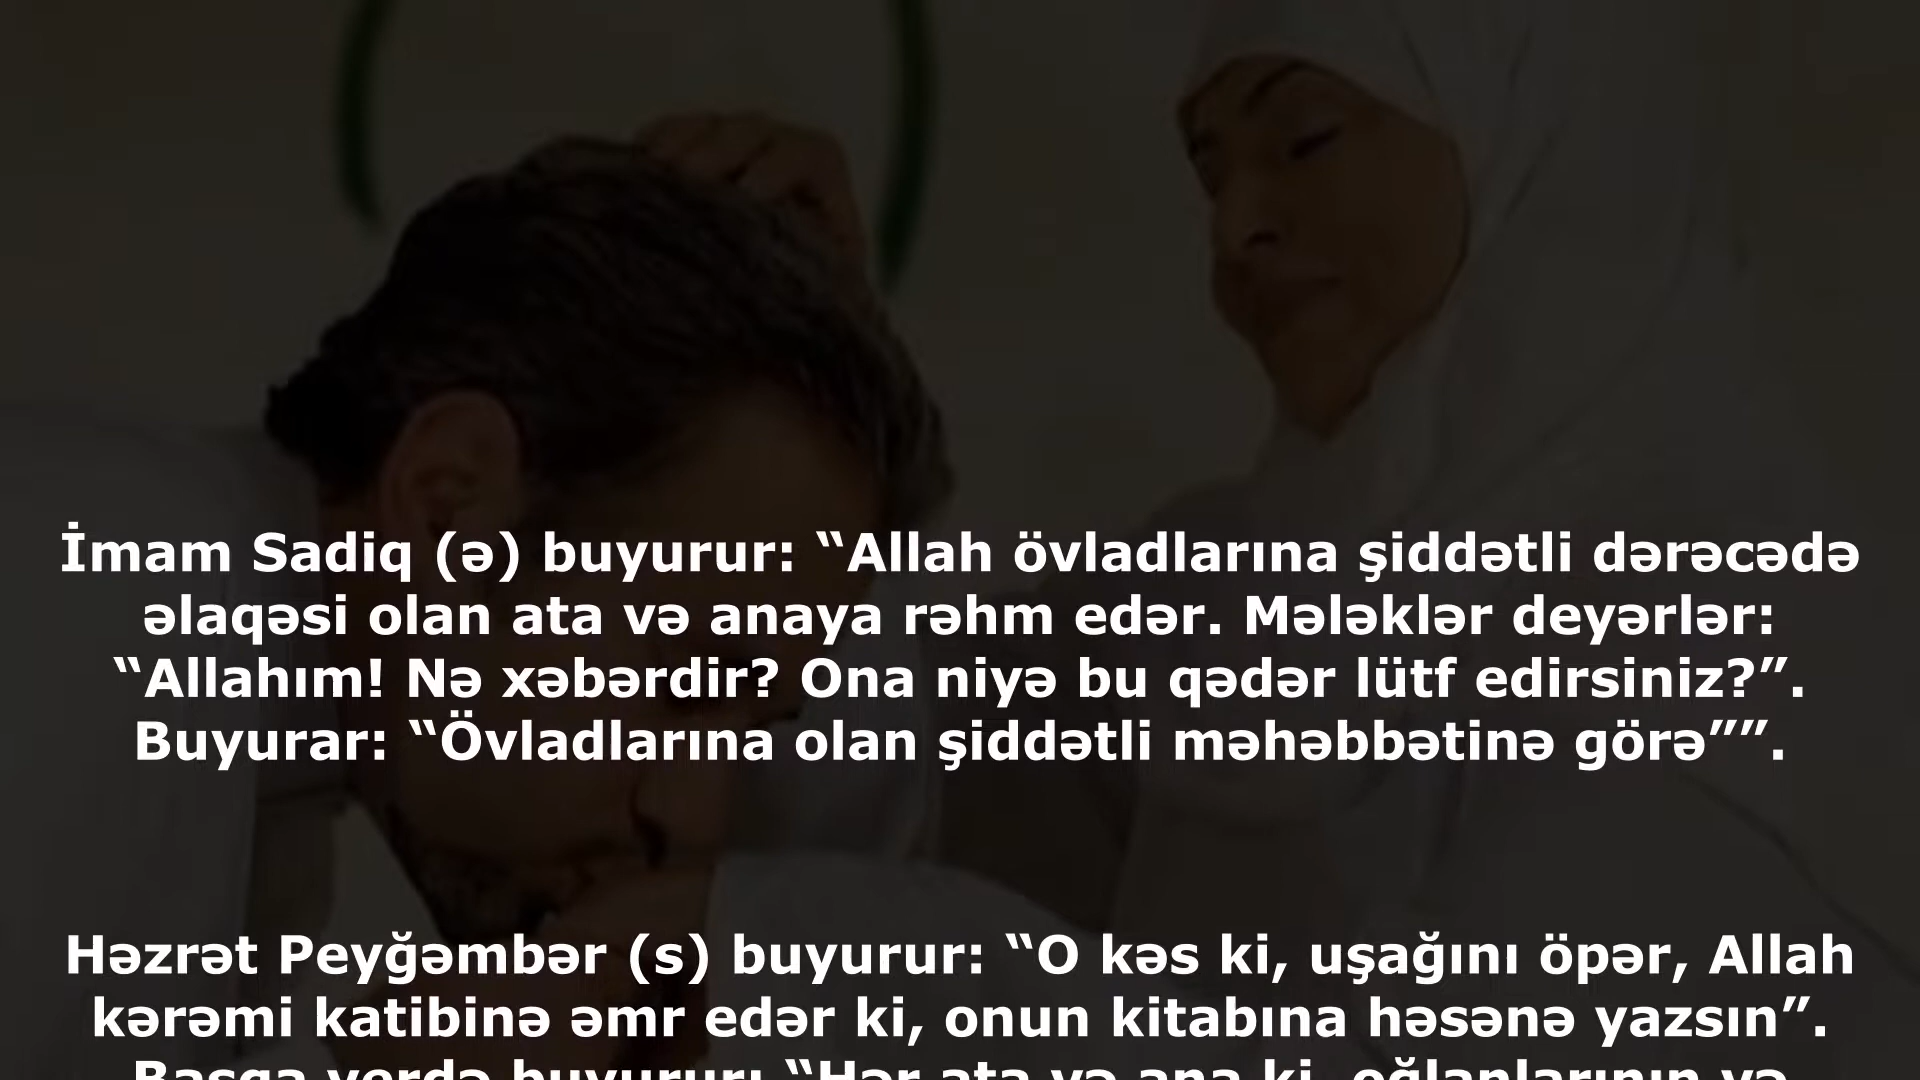 İmam Sadiq (ə) buyurur: “Allah övladlarına şiddətli dərəcədə
əlaqəsi olan ata və anaya rəhm edər. Mələklər deyərlər:
“Allahım! Nə xəbərdir? Ona niyə bu qədər lütf edirsiniz?”.
Buyurar: “Övladlarına olan şiddətli məhəbbətinə görə””.
Həzrət Peyğəmbər (s) buyurur: “O kəs ki, uşağını öpər, Allah
kərəmi katibinə əmr edər ki, onun kitabına həsənə yazsın”.
Başqa yerdə buyurur: “Hər ata və ana ki, oğlanlarının və